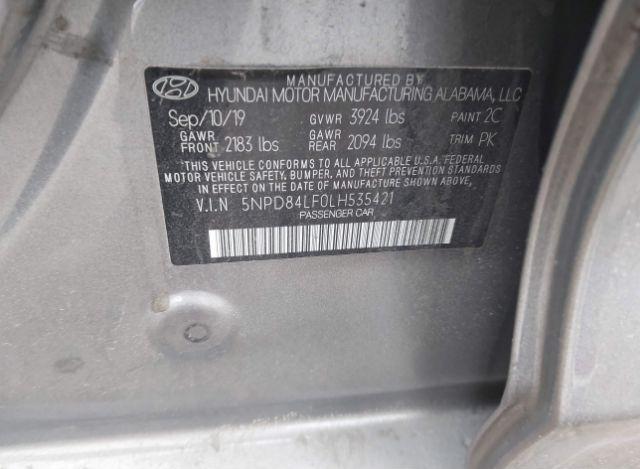 MANUFACTURED BY
HYUNDAI MOTOR MANUFACTURING ALABAMA, LLC
Sep/10/19 GVWR 3924 lbs PAINT 2C
GAWR FRONT 2183 lbs GAWR REAR 2094 lbs TRIM PK
THIS VEHICLE CONFORMS TO ALL APPLICABLE U.S.A. FEDERAL
MOTOR VEHICLE SAFETY, BUMPER, AND THEFT PREVENTION STANDARDS
IN EFFECT ON THE DATE OF MANUFACTURE SHOWN ABOVE.
V.I.N 5NPD84LF0LH535421
PASSENGER CAR